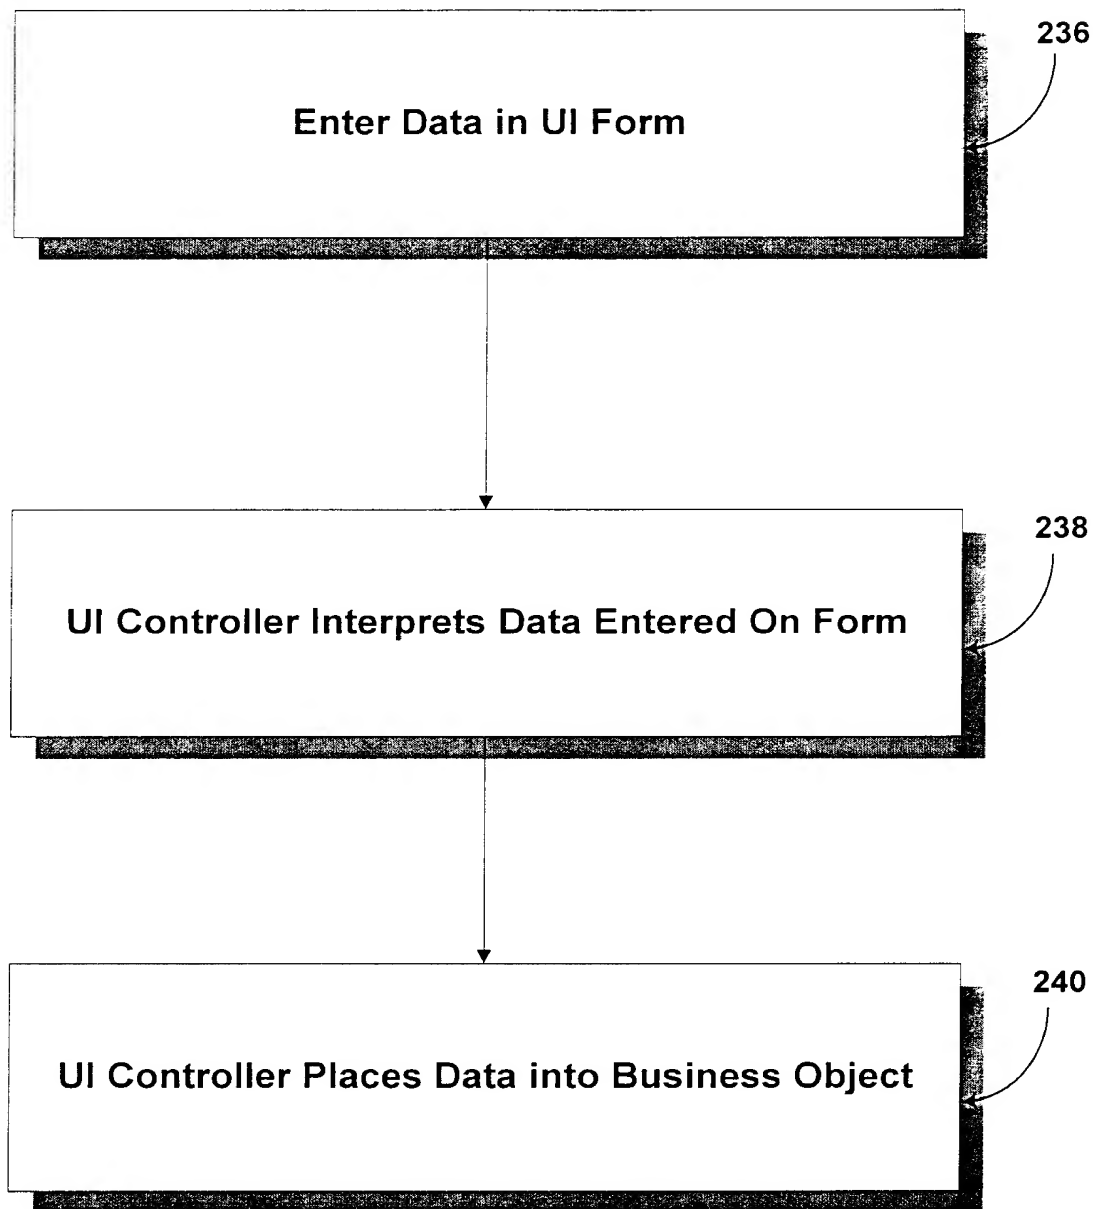 236
Enter Data in UI Form
238
UI Controller Interprets Data Entered On Form
240
UI Controller Places Data into Business Object